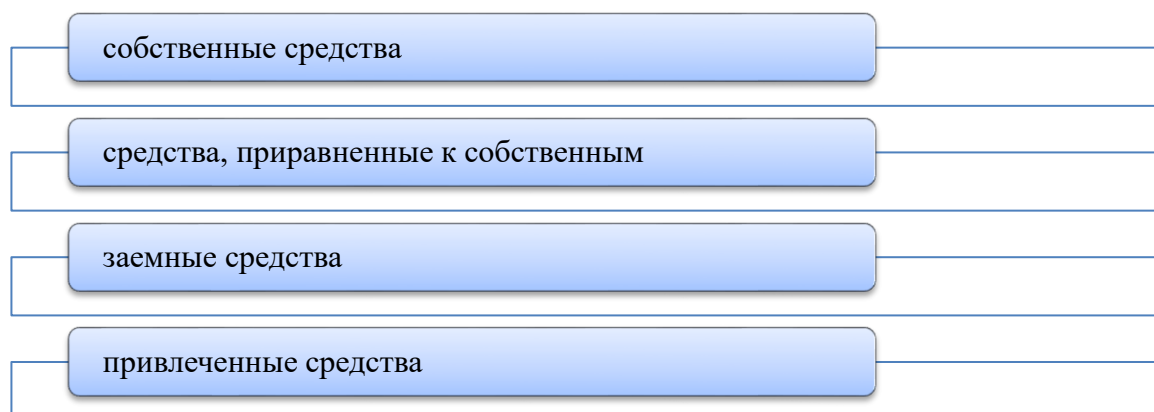 собственные средства
средства, приравненные к собственным
заемные средства
привлеченные средства